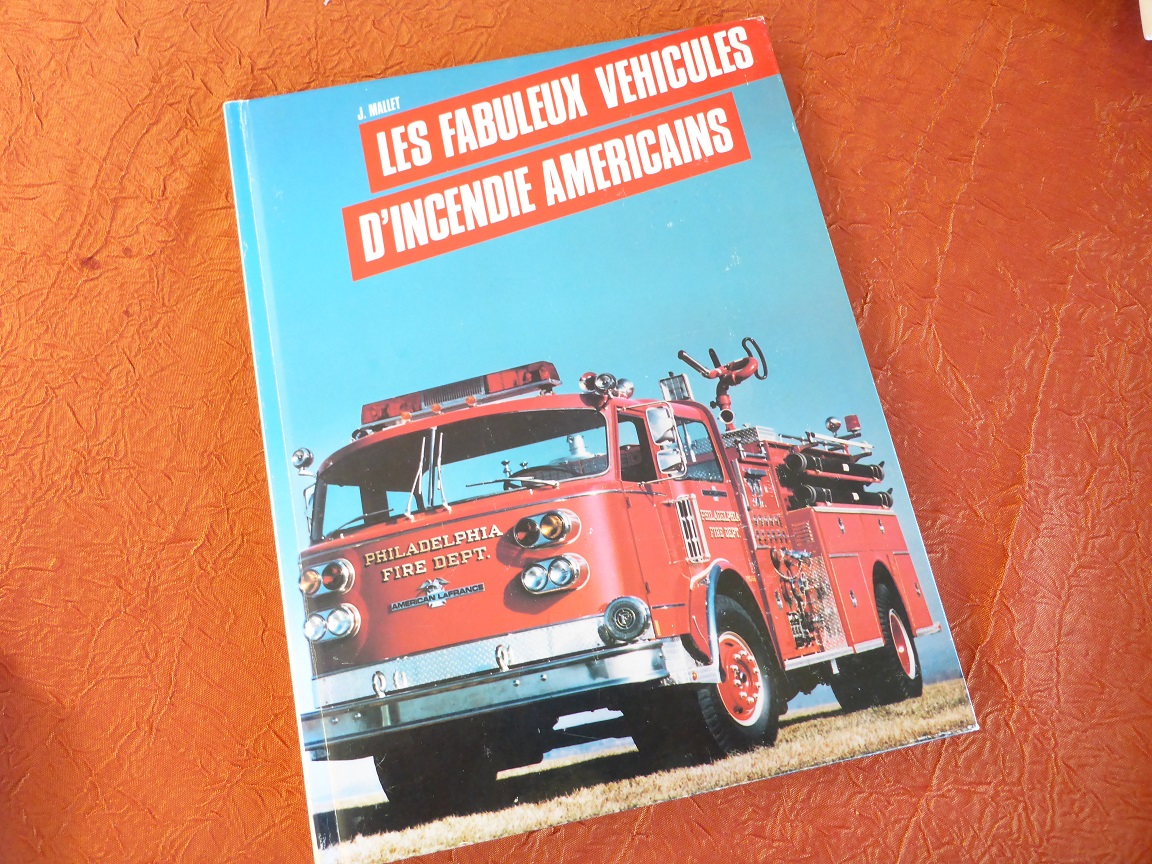 J. MALLET
LES FABULEUX VEHICULES
D'INCENDIE AMERICAINS
PHILADELPHIA
FIRE DEPT.
AMERICAN LAFRANCE
PHILADELPHIA
FIRE DEPT.